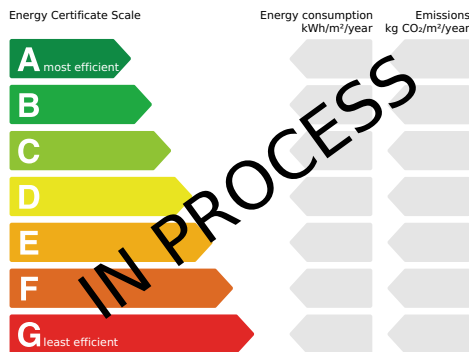 Energy Certificate Scale
Energy consumption
kWh/m²/year
Emissions
kg CO₂/m²/year
A most efficient
B
C
D
E
F
G least efficient
IN PROCESS